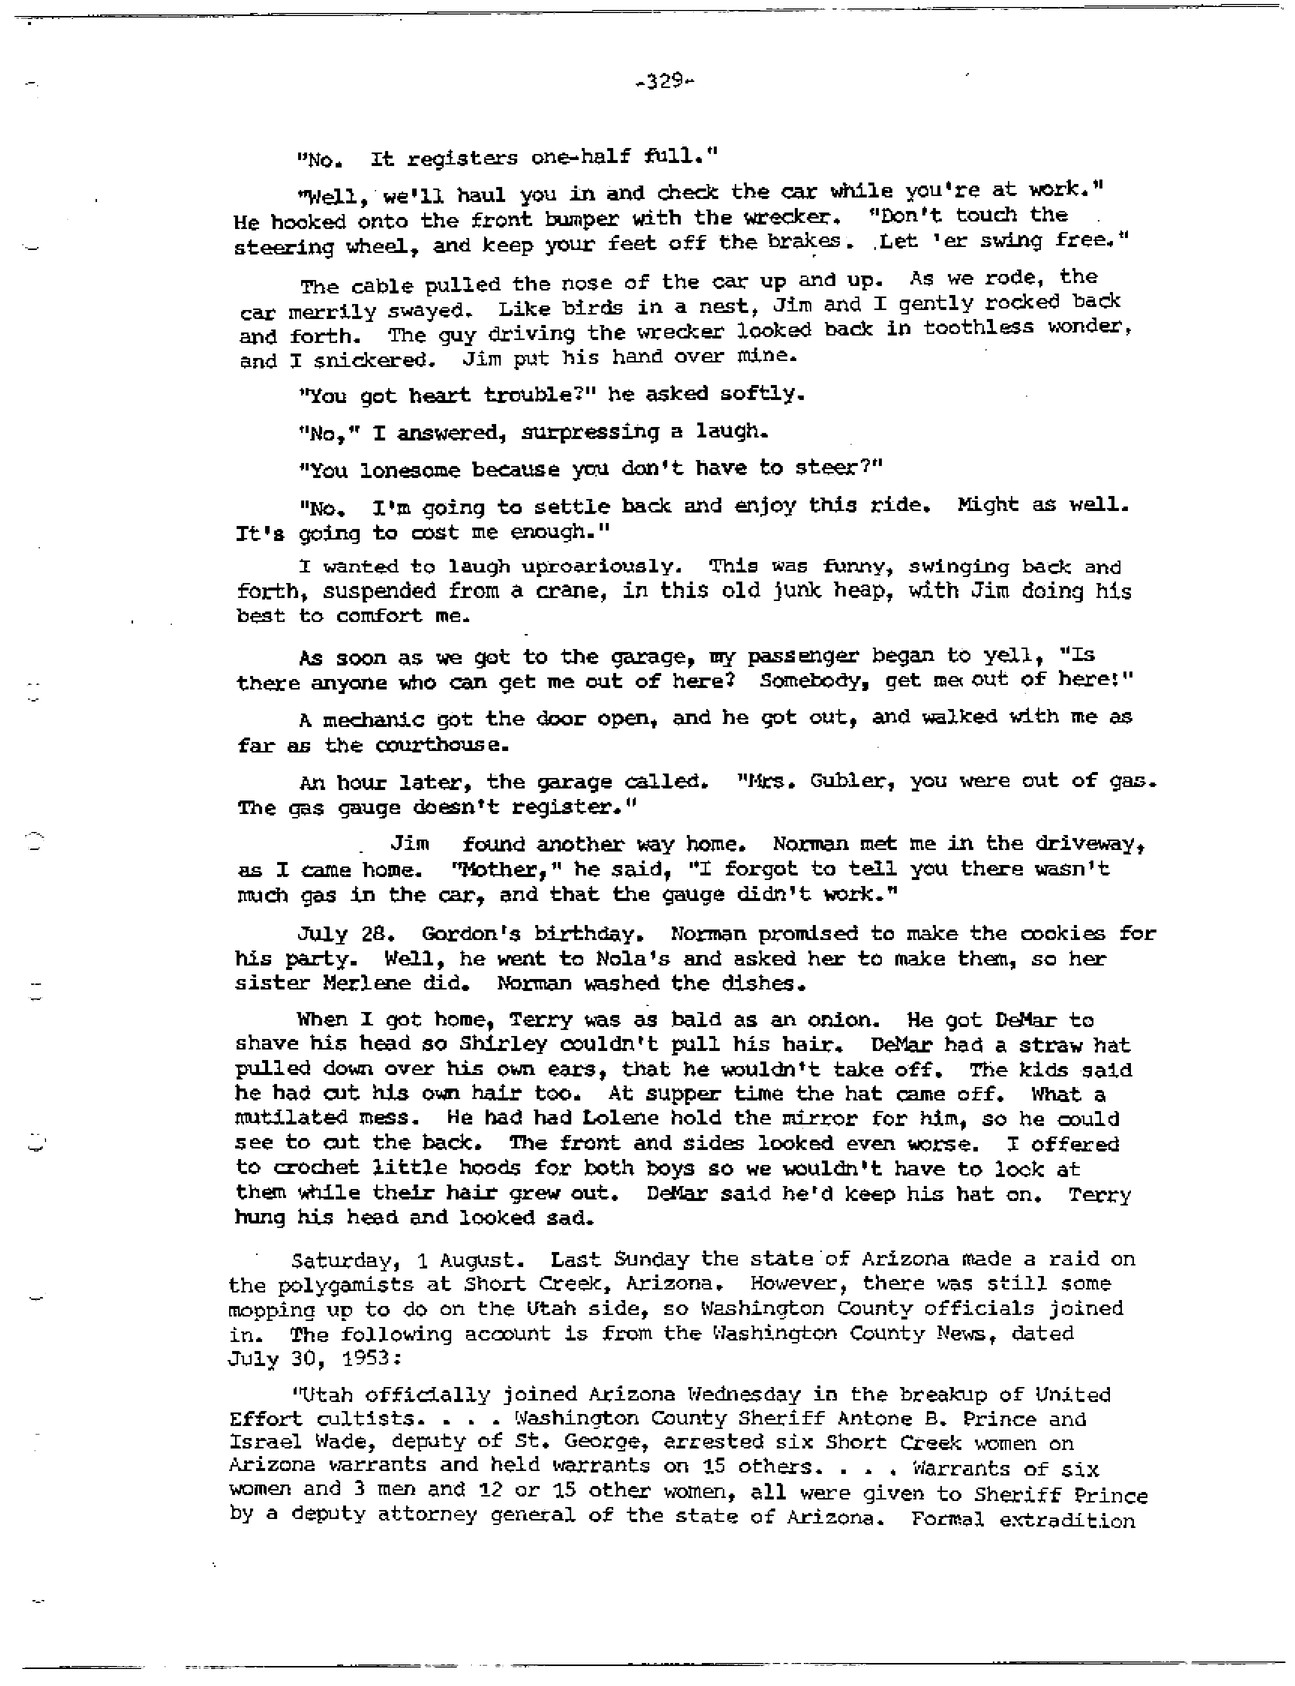 -329-
"No. It registers one-half full."
"Well, we'll haul you in and check the car while you're at work."
He hooked onto the front bumper with the wrecker. "Don't touch the
steering wheel, and keep your feet off the brakes. Let 'er swing free."
The cable pulled the nose of the car up and up. As we rode, the
car merrily swayed. Like birds in a nest, Jim and I gently rocked back
and forth. The guy driving the wrecker looked back in toothless wonder,
and I snickered. Jim put his hand over mine.
"You got heart trouble?" he asked softly.
"No," I answered, surpressing a laugh.
"You lonesome because you don't have to steer?"
"No. I'm going to settle back and enjoy this ride. Might as well.
It's going to cost me enough."
I wanted to laugh uproariously. This was funny, swinging back and
forth, suspended from a crane, in this old junk heap, with Jim doing his
best to comfort me.
As soon as we got to the garage, my passenger began to yell, "Is
there anyone who can get me out of here? Somebody, get me out of here!"
A mechanic got the door open, and he got out, and walked with me as
far as the courthouse.
An hour later, the garage called. "Mrs. Gubler, you were out of gas.
The gas gauge doesn't register."
Jim found another way home. Norman met me in the driveway,
as I came home. "Mother," he said, "I forgot to tell you there wasn't
much gas in the car, and that the gauge didn't work."
July 28. Gordon's birthday. Norman promised to make the cookies for
his party. Well, he went to Nola's and asked her to make them, so her
sister Merlene did. Norman washed the dishes.
When I got home, Terry was as bald as an onion. He got DeMar to
shave his head so Shirley couldn't pull his hair. DeMar had a straw hat
pulled down over his own ears, that he wouldn't take off. The kids said
he had cut his own hair too. At supper time the hat came off. What a
mutilated mess. He had had Lolene hold the mirror for him, so he could
see to cut the back. The front and sides looked even worse. I offered
to crochet little hoods for both boys so we wouldn't have to look at
them while their hair grew out. DeMar said he'd keep his hat on. Terry
hung his head and looked sad.
Saturday, 1 August. Last Sunday the state of Arizona made a raid on
the polygamists at Short Creek, Arizona. However, there was still some
mopping up to do on the Utah side, so Washington County officials joined
in. The following account is from the Washington County News, dated
July 30, 1953:
"Utah officially joined Arizona Wednesday in the breakup of United
Effort cultists. . . . Washington County Sheriff Antone B. Prince and
Israel Wade, deputy of St. George, arrested six Short Creek women on
Arizona warrants and held warrants on 15 others. . . . Warrants of six
women and 3 men and 12 or 15 other women, all were given to Sheriff Prince
by a deputy attorney general of the state of Arizona. Formal extradition